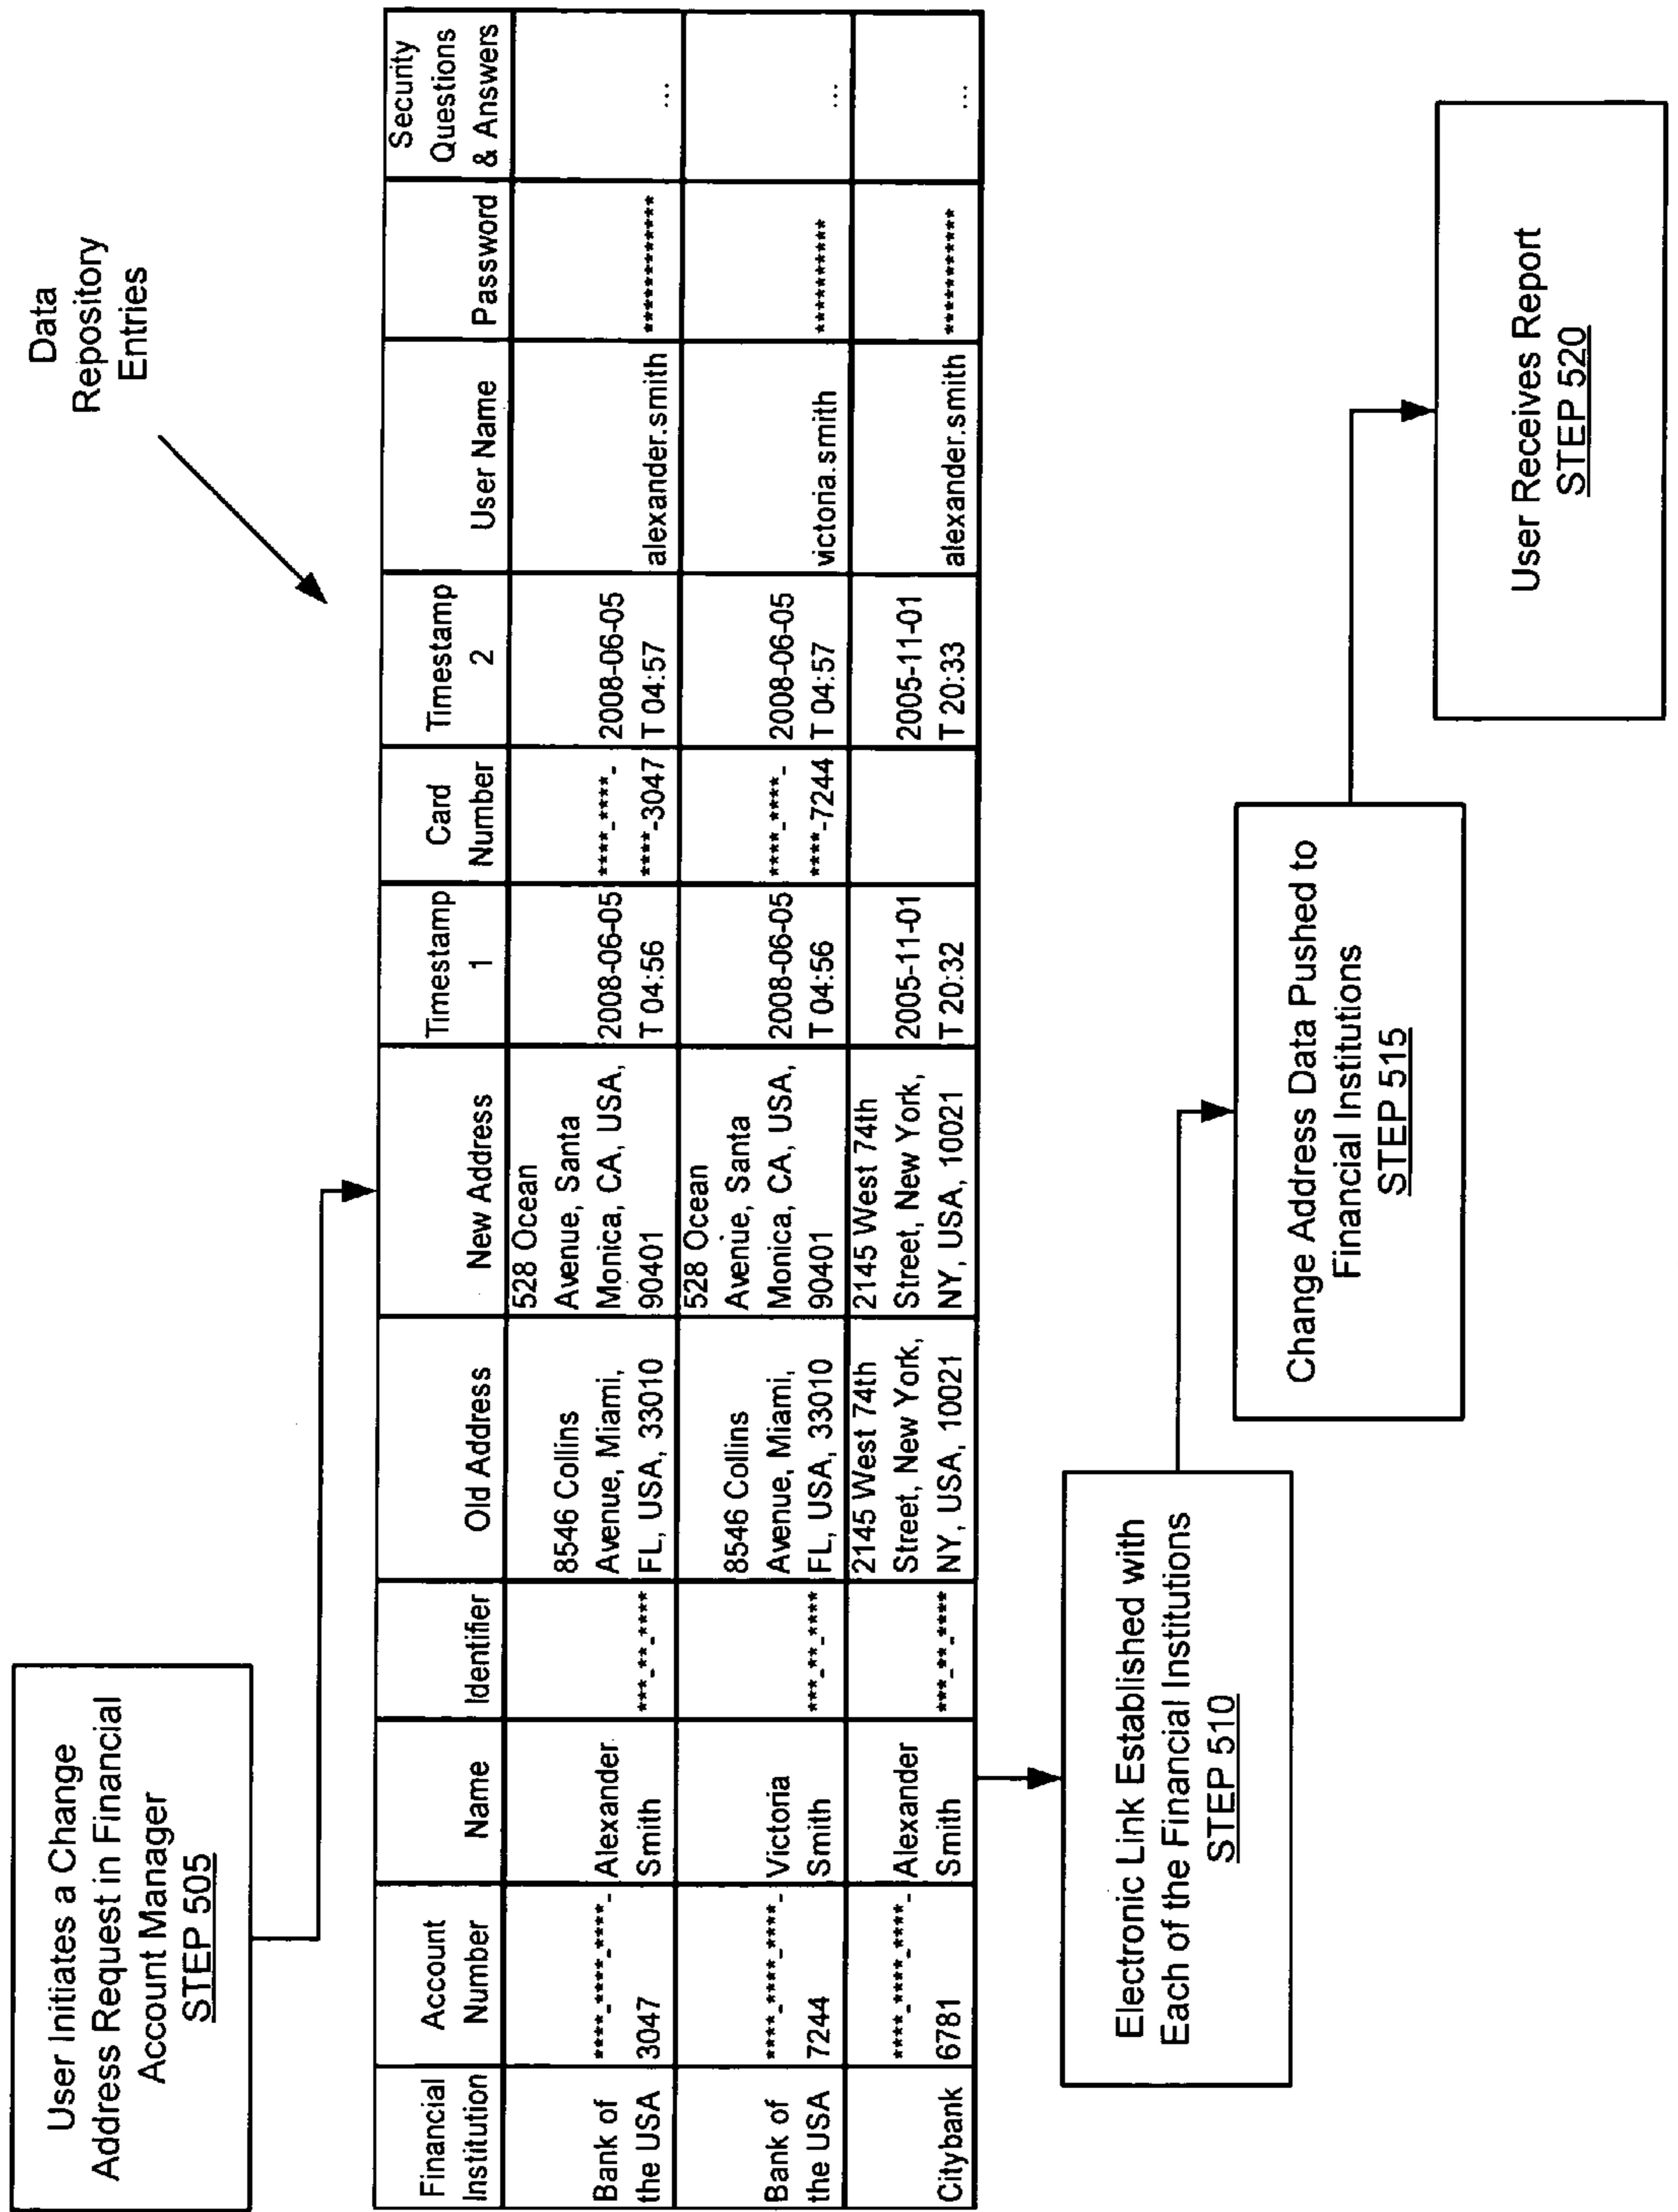 User Initiates a Change
Address Request in Financial
Account Manager
STEP 505
Data
Repository
Entries
Financial
Institution
Account
Number
Name
Identifier
Old Address
New Address
Timestamp
1
Card
Number
Timestamp
2
User Name
Password
Security
Questions
& Answers
Bank of
the USA
****-****-****-
3047
Alexander
Smith
***-**-****
8546 Collins
Avenue, Miami,
FL, USA, 33010
528 Ocean
Avenue, Santa
Monica, CA, USA,
90401
2008-06-05
T 04:56
****-****-
****-3047
2008-06-05
T 04:57
alexander.smith
***********
...
Bank of
the USA
****-****-****-
7244
Victoria
Smith
***-**-****
8546 Collins
Avenue, Miami,
FL, USA, 33010
528 Ocean
Avenue, Santa
Monica, CA, USA,
90401
2008-06-05
T 04:56
****-****-
****-7244
2008-06-05
T 04:57
victoria.smith
**********
...
Citybank
****-****-****-
6781
Alexander
Smith
***-**-****
2145 West 74th
Street, New York,
NY, USA, 10021
2145 West 74th
Street, New York,
NY, USA, 10021
2005-11-01
T 20:32
2005-11-01
T 20:33
alexander.smith
***********
...
Electronic Link Established with
Each of the Financial Institutions
STEP 510
Change Address Data Pushed to
Financial Institutions
STEP 515
User Receives Report
STEP 520